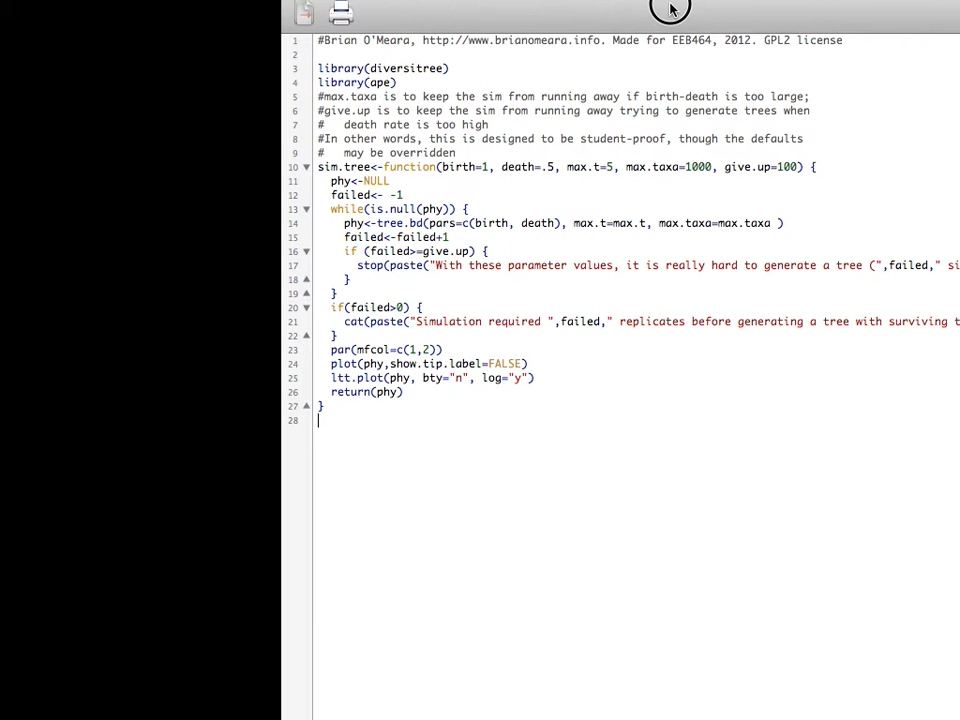 1 #Brian O'Meara, http://www.brianomeara.info. Made for EEB464, 2012. GPL2 license
2
3 library(diversitree)
4 library(ape)
5 #max.taxa is to keep the sim from running away if birth-death is too large;
6 #give.up is to keep the sim from running away trying to generate trees when
7 #   death rate is too high
8 #In other words, this is designed to be student-proof, though the defaults
9 #   may be overridden
10 sim.tree<-function(birth=1, death=.5, max.t=5, max.taxa=1000, give.up=100) {
11   phy<-NULL
12   failed<- -1
13   while(is.null(phy)) {
14     phy<-tree.bd(pars=c(birth, death), max.t=max.t, max.taxa=max.taxa )
15     failed<-failed+1
16     if (failed>=give.up) {
17       stop(paste("With these parameter values, it is really hard to generate a tree (",failed," si
18     }
19   }
20   if(failed>0) {
21     cat(paste("Simulation required ",failed," replicates before generating a tree with surviving t
22   }
23   par(mfcol=c(1,2))
24   plot(phy,show.tip.label=FALSE)
25   ltt.plot(phy, bty="n", log="y")
26   return(phy)
27 }
28